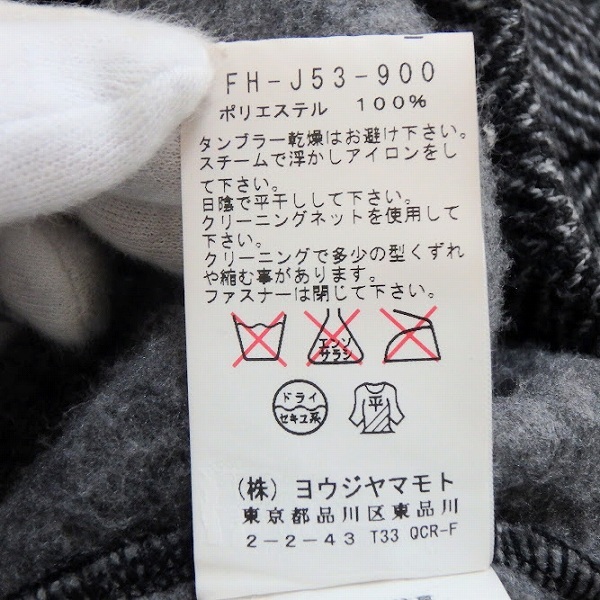 FH-J53-900
ポリエステル 100%
タンブラー乾燥はお避け下さい。
スチームで浮かしアイロンをし
て下さい。
日陰で平干しして下さい。
クリーニングネットを使用して
下さい。
クリーニングで多少の型くずれ
や縮む事があります。
ファスナーは閉じて下さい。
エンソ
サラシ
ドライ
セキユ系
平
(株) ヨウジヤマモト
東京都品川区東品川
2-2-43 T33 QCR-F